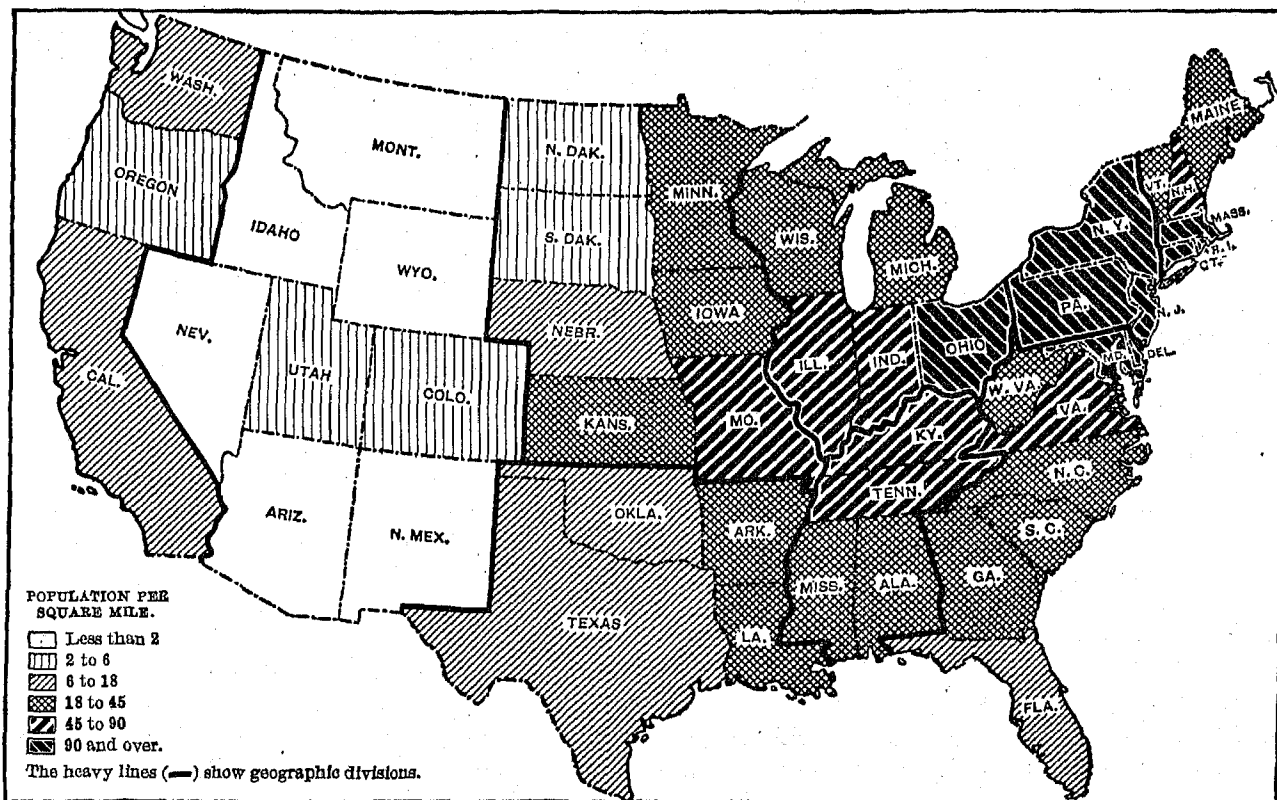 WASH.
MONT.
N. DAK.
MINN.
MAINE
OREGON
IDAHO
S. DAK.
WIS.
MICH.
VT.
N.H.
MASS.
N. Y.
R. I.
CT.
WYO.
NEV.
NEBR.
IOWA
PA.
N. J.
CAL.
UTAH
COLO.
KANS.
MO.
ILL.
IND.
OHIO
W. VA.
MD.
DEL.
VA.
KY.
ARIZ.
N. MEX.
OKLA.
ARK.
TENN.
N. C.
S. C.
TEXAS
LA.
MISS.
ALA.
GA.
FLA.
POPULATION PER
SQUARE MILE.
Less than 2
2 to 6
6 to 18
18 to 45
45 to 90
90 and over.
The heavy lines (▬) show geographic divisions.